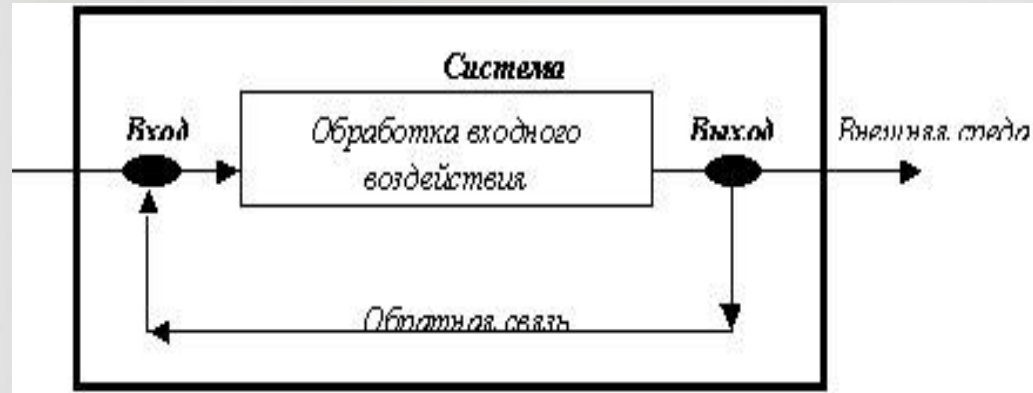 Система
Вход
Обработка входного
воздействия
Выход
Внешняя среда
Обратная связь